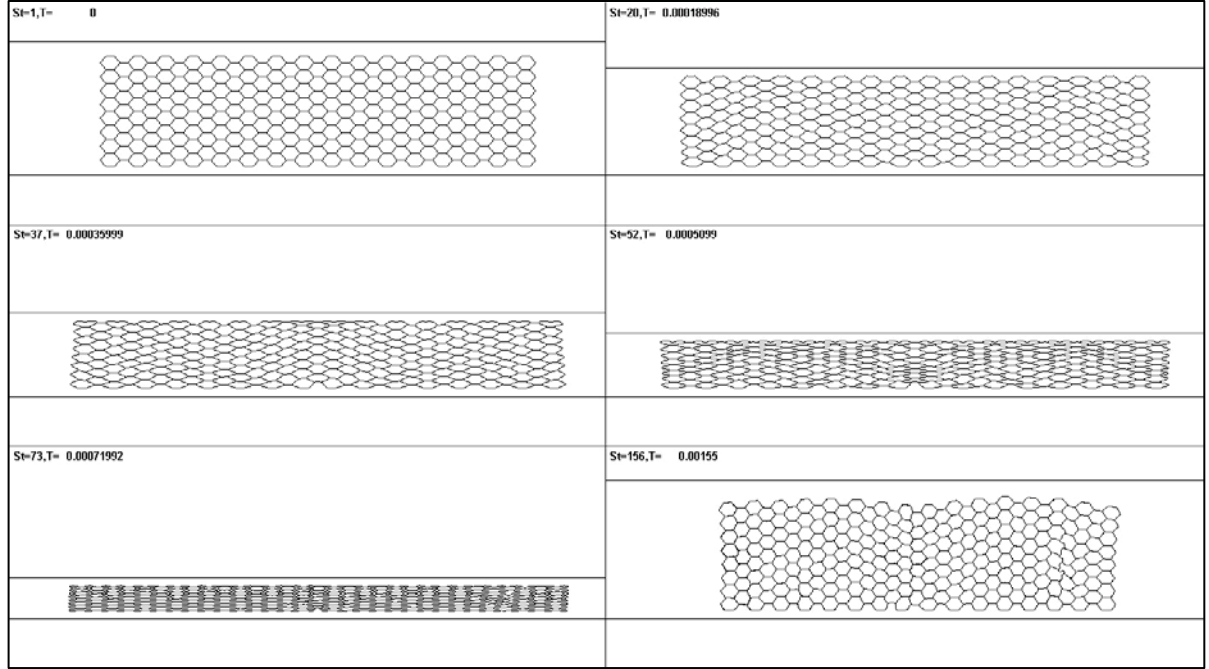 St=1,T= 0
St=20,T= 0.00018996
St=37,T= 0.00035999
St=52,T= 0.0005099
St=73,T= 0.00071992
St=156,T= 0.00155